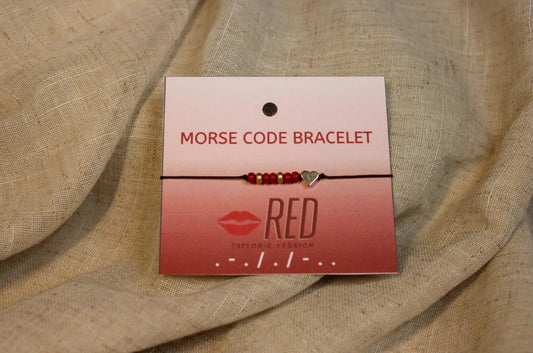 MORSE CODE BRACELET
RED
TAYLOR'S VERSION
.-././-..